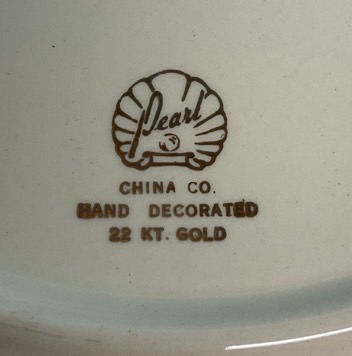 Pearl
CHINA CO.
HAND DECORATED
22 KT. GOLD